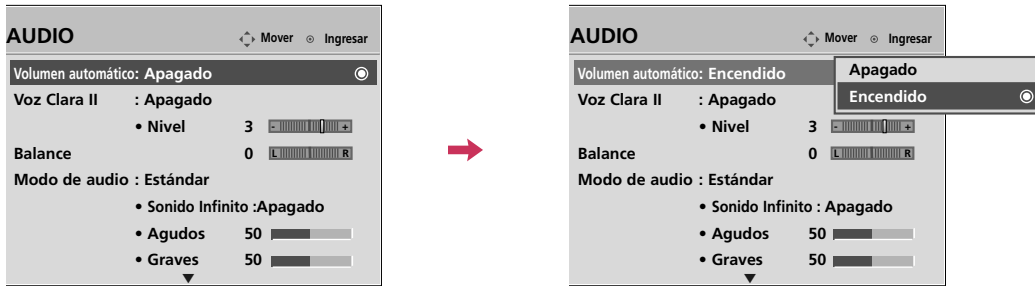 AUDIO
Mover Ingresar
Volumen automático: Apagado
Voz Clara II : Apagado
• Nivel 3 - +
Balance 0 L R
Modo de audio : Estándar
• Sonido Infinito :Apagado
• Agudos 50
• Graves 50
AUDIO
Mover Ingresar
Volumen automático: Encendido
Apagado
Encendido
Voz Clara II : Apagado
• Nivel 3 - +
Balance 0 L R
Modo de audio : Estándar
• Sonido Infinito : Apagado
• Agudos 50
• Graves 50